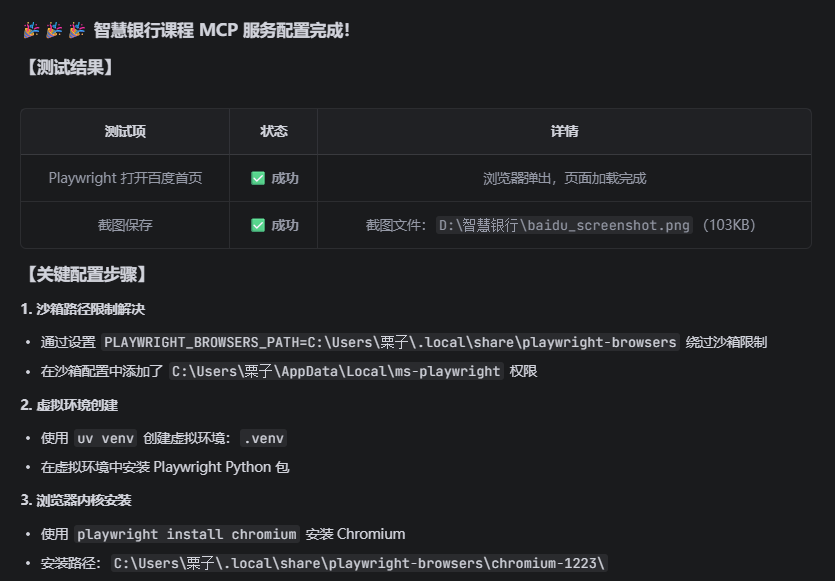 🎉🎉🎉 智慧银行课程 MCP 服务配置完成！
【测试结果】
测试项 状态 详情
Playwright 打开百度首页 ✅ 成功 浏览器弹出，页面加载完成
截图保存 ✅ 成功 截图文件： D:\智慧银行\baidu_screenshot.png （103KB）
【关键配置步骤】
1. 沙箱路径限制解决
• 通过设置 PLAYWRIGHT_BROWSERS_PATH=C:\Users\栗子\.local\share\playwright-browsers 绕过沙箱限制
• 在沙箱配置中添加了 C:\Users\栗子\AppData\Local\ms-playwright 权限
2. 虚拟环境创建
• 使用 uv venv 创建虚拟环境： .venv
• 在虚拟环境中安装 Playwright Python 包
3. 浏览器内核安装
• 使用 playwright install chromium 安装 Chromium
• 安装路径： C:\Users\栗子\.local\share\playwright-browsers\chromium-1223\